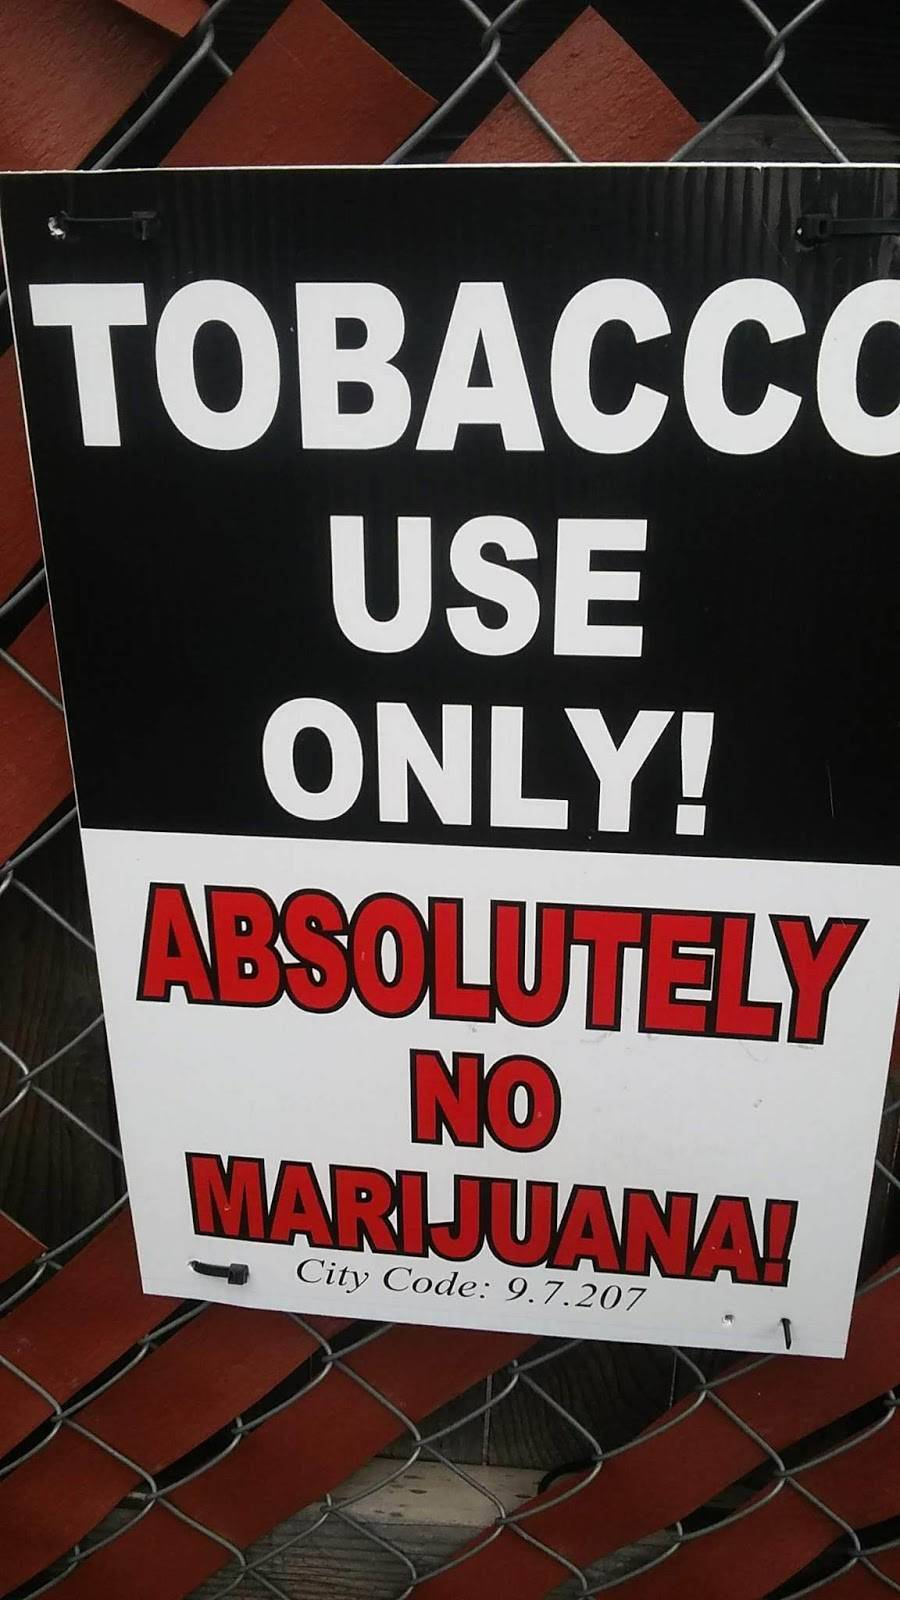 TOBACCO
USE
ONLY!
ABSOLUTELY
NO
MARIJUANA!
City Code: 9.7.207